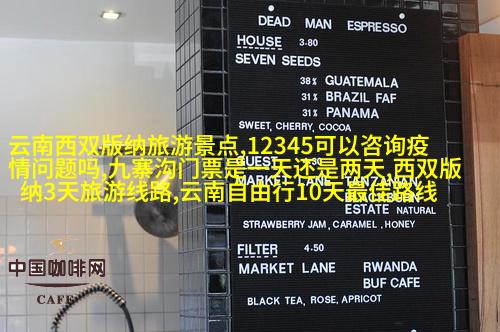 DEAD MAN ESPRESSO
HOUSE 3-80
SEVEN SEEDS
38% GUATEMALA
31% BRAZIL FAF
31% PANAMA
SWEET, CHERRY, COCOA
云南西双版纳旅游景点,12345可以咨询疫
情问题吗,九寨沟门票是一天还是两天,西双版
纳3天旅游线路,云南自由行10天最佳路线
GUEST
MARKET LANE TANZANIAN
BLACKBURN
ESTATE NATURAL
STRAWBERRY JAM, CARAMEL, HONEY
FILTER 4-50
MARKET LANE RWANDA
BUF CAFE
BLACK TEA, ROSE, APRICOT
中国咖啡网
CAFE